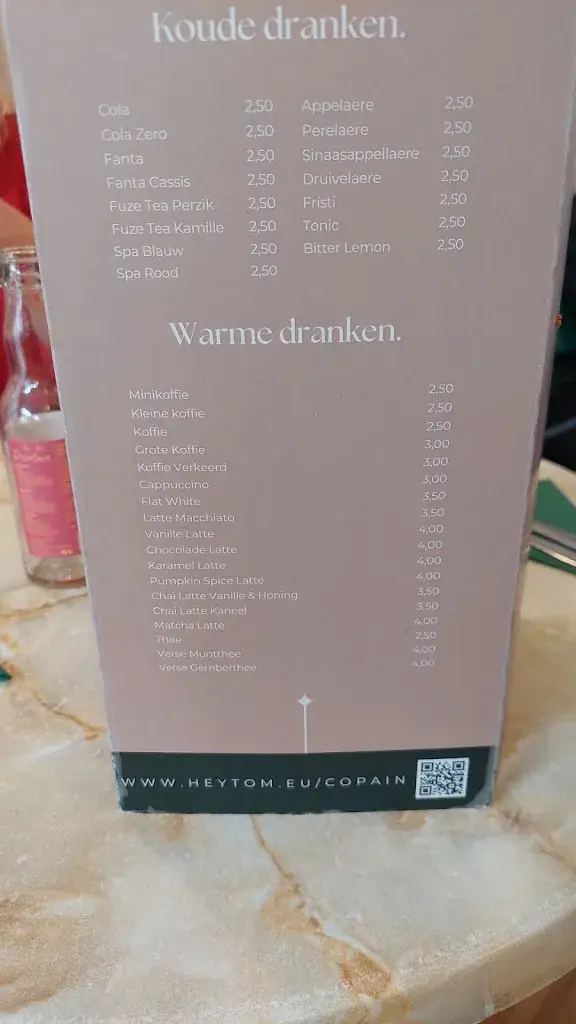 Koude dranken.
Cola 2,50
Cola Zero 2,50
Fanta 2,50
Fanta Cassis 2,50
Fuze Tea Perzik 2,50
Fuze Tea Kamille 2,50
Spa Blauw 2,50
Spa Rood 2,50
Appelaere 2,50
Perelaere 2,50
Sinaasappellaere 2,50
Druivelaere 2,50
Fristi 2,50
Tonic 2,50
Bitter Lemon 2,50
Warme dranken.
Minikoffie 2,50
Kleine koffie 2,50
Koffie 2,50
Grote Koffie 3,00
Koffie Verkeerd 3,00
Cappuccino 3,00
Flat White 3,50
Latte Macchiato 3,50
Vanille Latte 4,00
Chocolade Latte 4,00
Karamel Latte 4,00
Pumpkin Spice Latte 4,00
Chai Latte Vanille & Honing 3,50
Chai Latte Kaneel 3,50
Matcha Latte 4,00
Thee 2,50
Verse Muntthee 4,00
Verse Gemberthee 4,00
WWW.HEYTOM.EU/COPAIN